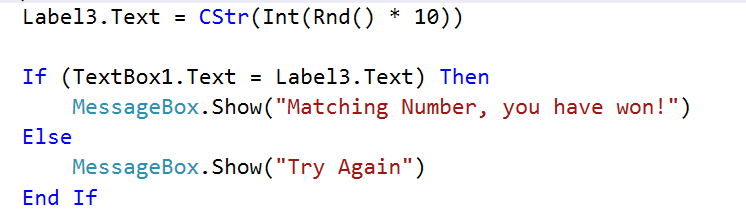 Label3.Text = CStr(Int(Rnd() * 10))
If (TextBox1.Text = Label3.Text) Then
MessageBox.Show("Matching Number, you have won!")
Else
MessageBox.Show("Try Again")
End If